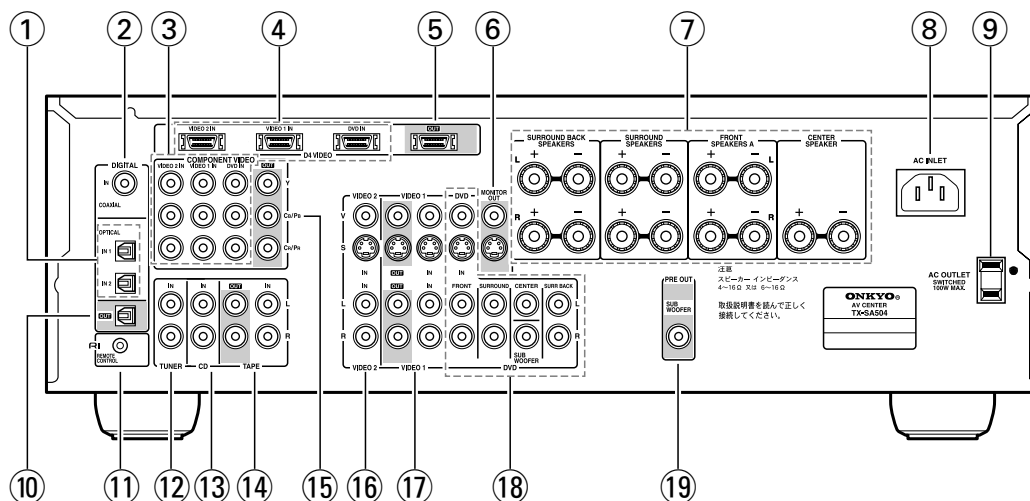 ① ② ③ ④ ⑤ ⑥ ⑦ ⑧ ⑨
VIDEO 2 IN VIDEO 1 IN DVD IN OUT
D4 VIDEO
DIGITAL
IN
COAXIAL
OPTICAL
IN 1
IN 2
OUT
RI
REMOTE
CONTROL
COMPONENT VIDEO
VIDEO 2 IN VIDEO 1 IN DVD IN OUT
Y
CB/PB
CR/PR
IN IN OUT IN
L
R
TUNER CD TAPE
VIDEO 2 VIDEO 1 DVD MONITOR
OUT
V
S
IN OUT IN IN
FRONT SURROUND CENTER SURR BACK
L L
R R
SUB
WOOFER
VIDEO 2 VIDEO 1 DVD
SURROUND BACK
SPEAKERS
SURROUND
SPEAKERS
FRONT
SPEAKERS A
CENTER
SPEAKER
L + − + − + − L
R + − + − + − R + −
注意
スピーカー インピーダンス
4〜16Ω 又は 6〜16Ω
取扱説明書を読んで正しく
接続してください。
PRE OUT
SUB
WOOFER
AC INLET
AC OUTLET
SWITCHED
100W MAX.
ONKYO®
AV CENTER
TX-SA504
⑩ ⑪ ⑫ ⑬ ⑭ ⑮ ⑯ ⑰ ⑱ ⑲